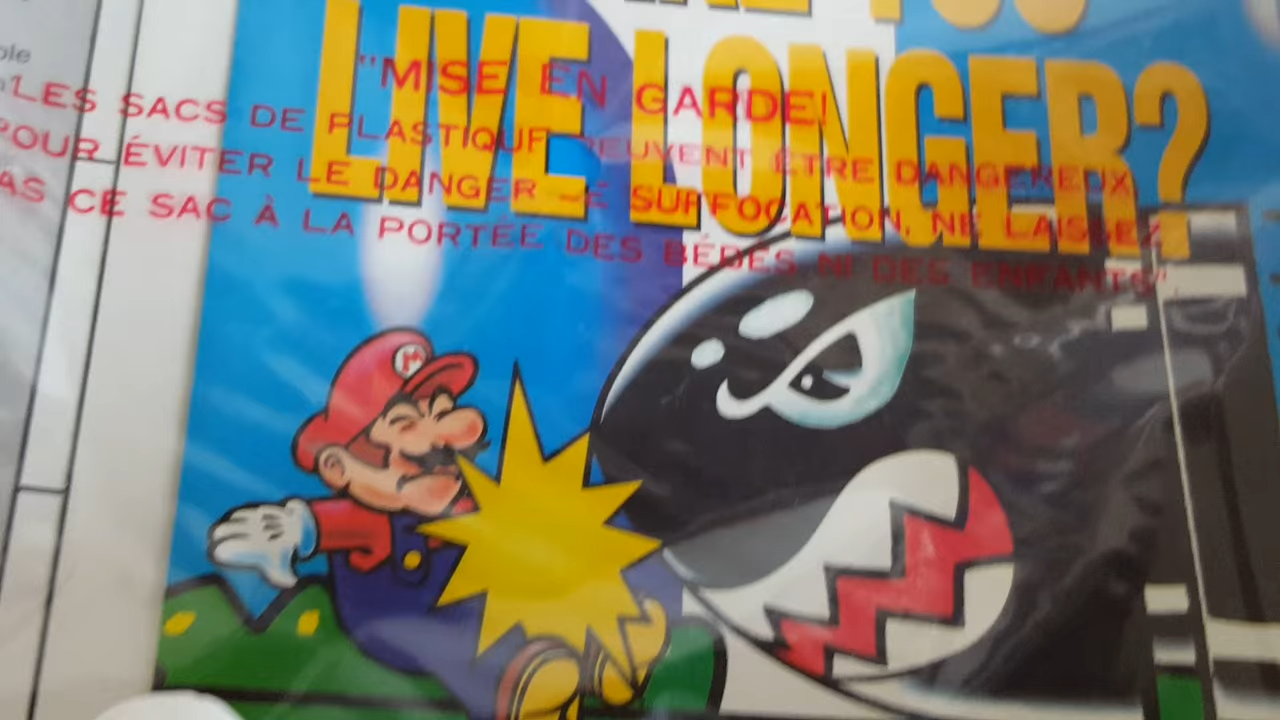 LIVE LONGER?
"MISE EN GARDE!
"LES SACS DE PLASTIQUE PEUVENT ÊTRE DANGEREUX
POUR ÉVITER LE DANGER DE SUFFOCATION, NE LAISSEZ
CE SAC À LA PORTÉE DES BÉBÉS NI DES ENFANTS".
M